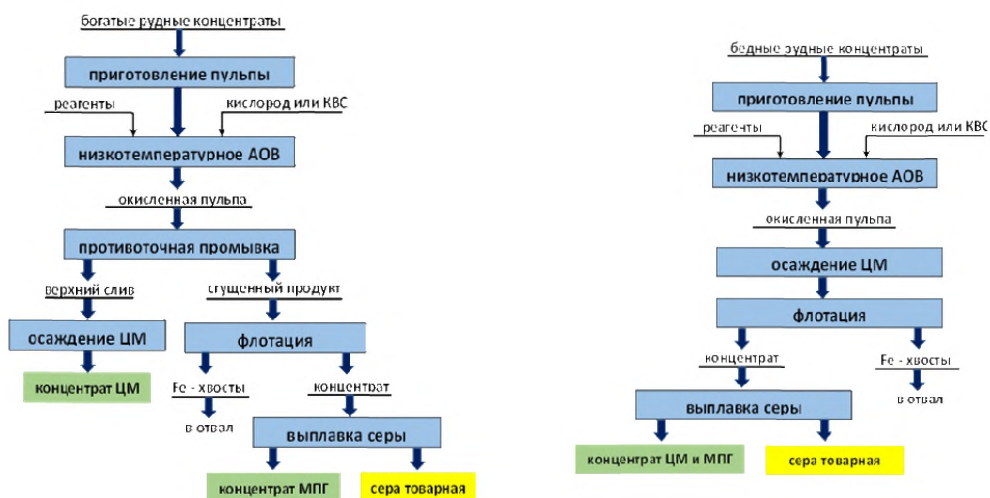 богатые рудные концентраты
приготовление пульпы
реагенты
кислород или КВС
низкотемпературное АОВ
окисленная пульпа
противоточная промывка
верхний слив
сгущенный продукт
осаждение ЦМ
флотация
концентрат ЦМ
Fe - хвосты
концентрат
в отвал
выплавка серы
концентрат МПГ
сера товарная
бедные рудные концентраты
приготовление пульпы
реагенты
кислород или КВС
низкотемпературное АОВ
окисленная пульпа
осаждение ЦМ
флотация
концентрат
Fe - хвосты
в отвал
выплавка серы
концентрат ЦМ и МПГ
сера товарная